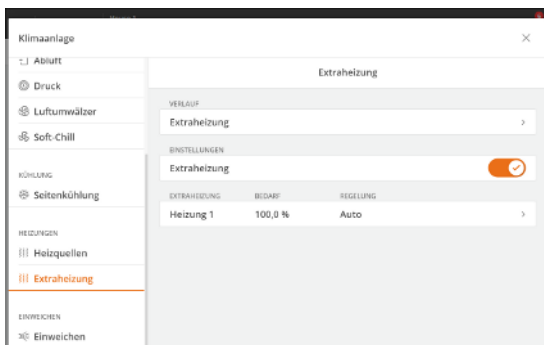 Klimaanlage
Abluft
Druck
Luftumwälzer
Soft-Chill
KÜHLUNG
Seitenkühlung
HEIZUNGEN
Heizquellen
Extraheizung
EINWEICHEN
Einweichen
Extraheizung
VERLAUF
Extraheizung
EINSTELLUNGEN
Extraheizung
EXTRAHEIZUNG BEDARF REGELUNG
Heizung 1 100,0 % Auto